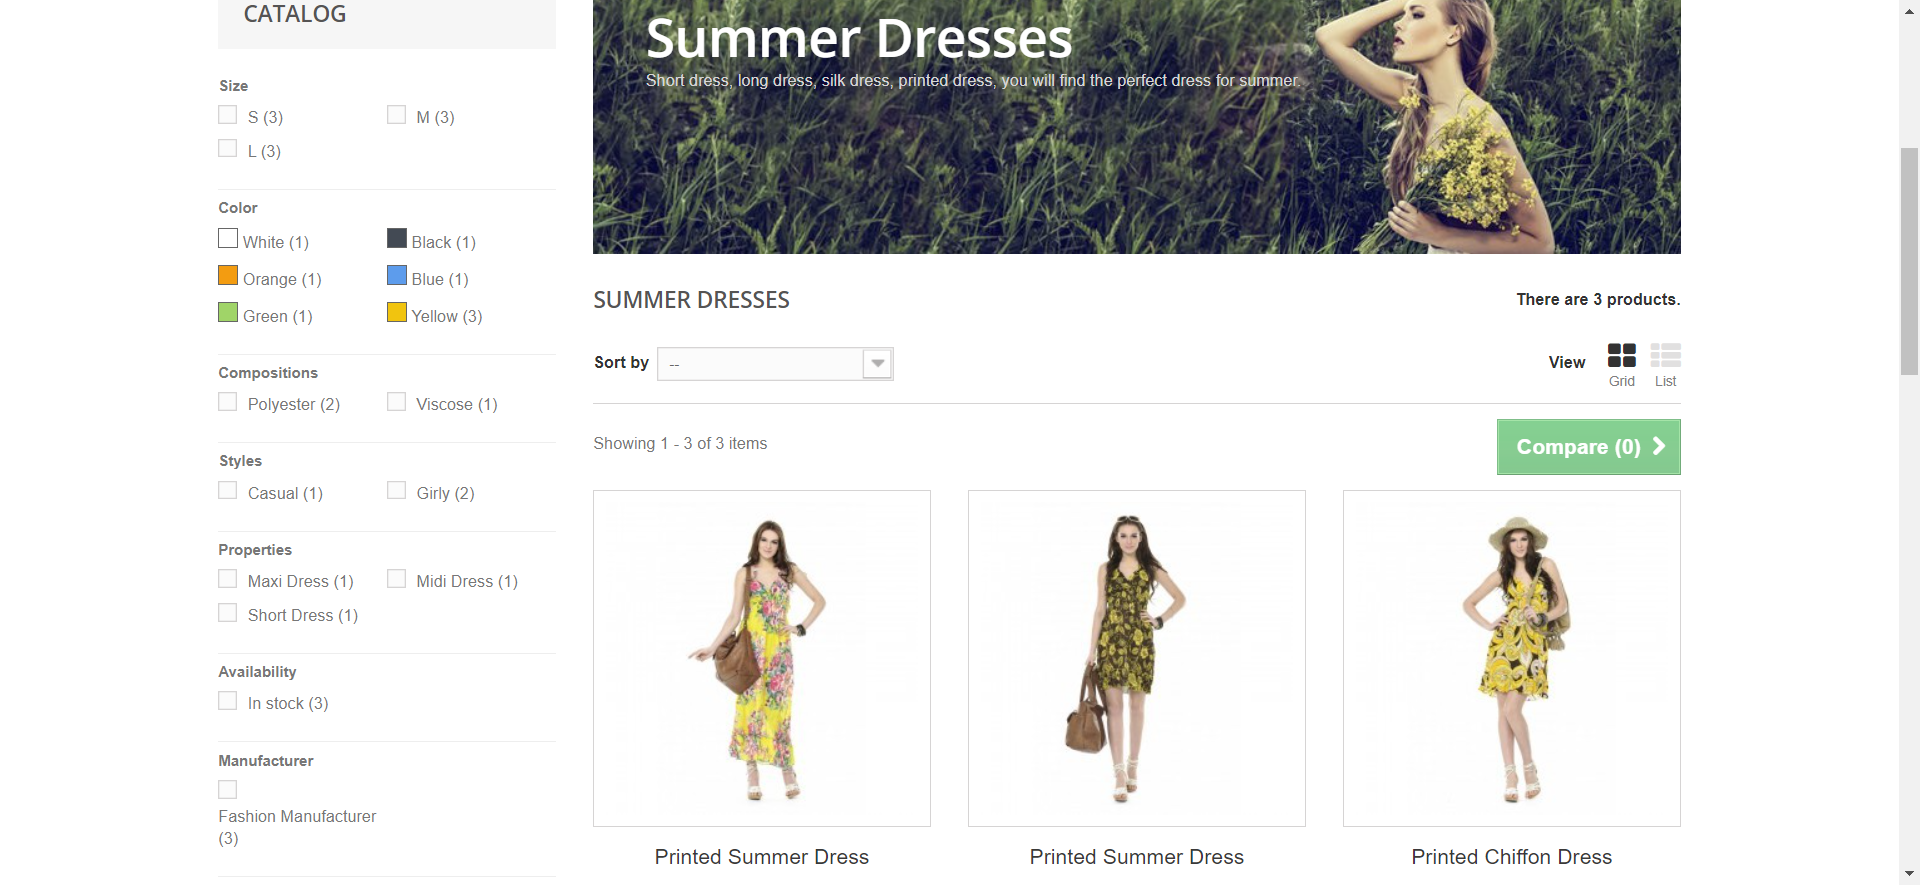 CATALOG
Size
S (3)
M (3)
L (3)
Color
White (1)
Black (1)
Orange (1)
Blue (1)
Green (1)
Yellow (3)
Compositions
Polyester (2)
Viscose (1)
Styles
Casual (1)
Girly (2)
Properties
Maxi Dress (1)
Midi Dress (1)
Short Dress (1)
Availability
In stock (3)
Manufacturer
Fashion Manufacturer
(3)
Summer Dresses
Short dress, long dress, silk dress, printed dress, you will find the perfect dress for summer.
SUMMER DRESSES
There are 3 products.
Sort by
--
View
Grid
List
Showing 1 - 3 of 3 items
Compare (0)
Printed Summer Dress
Printed Summer Dress
Printed Chiffon Dress